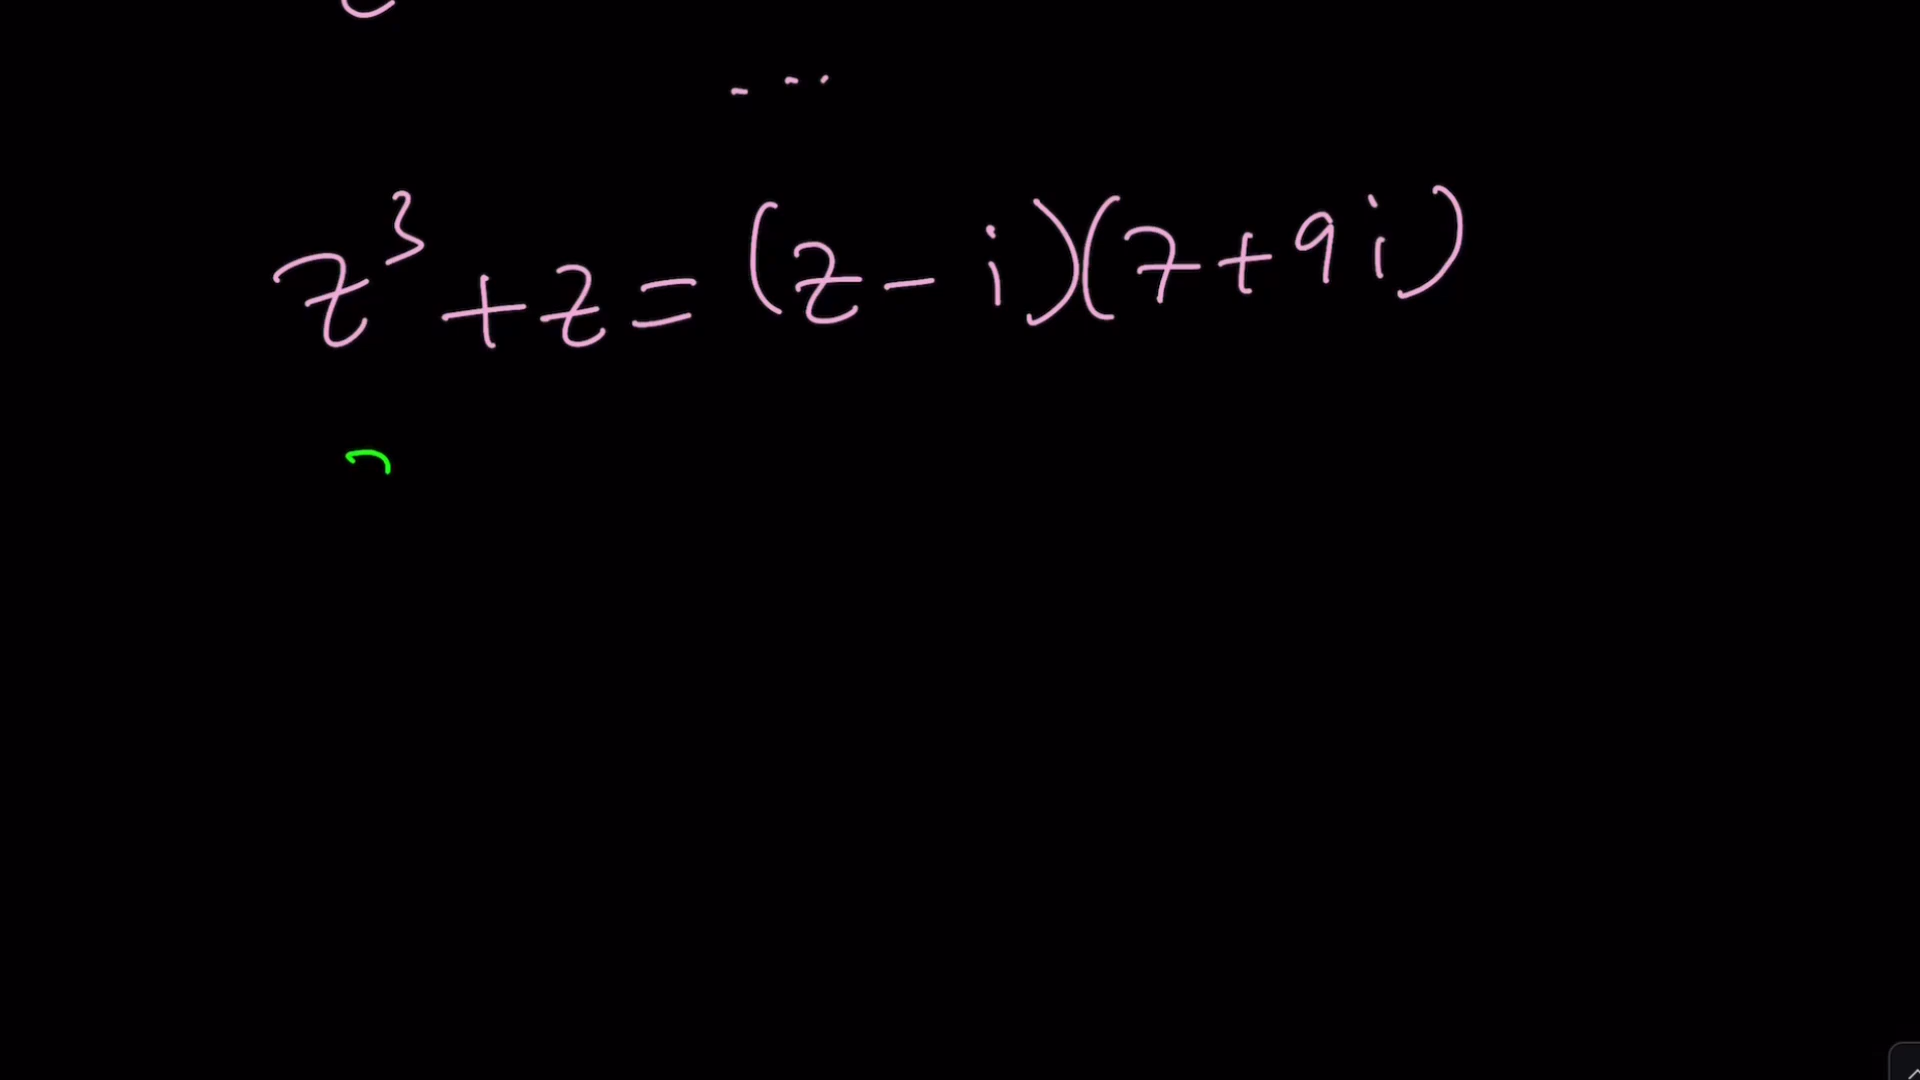 ...
z³ + z = (z - i)(7 + 9i)